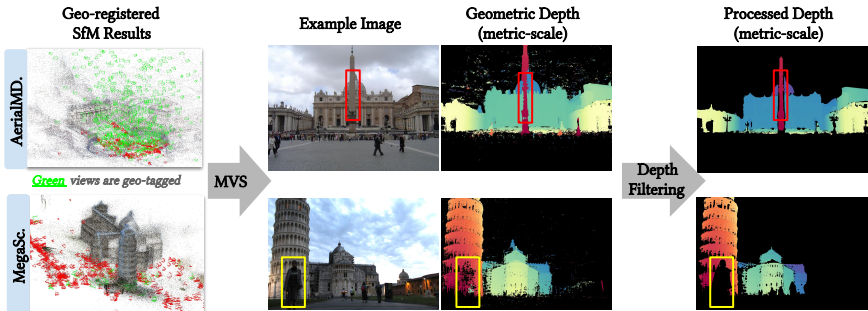 Geo-registered
SfM Results
Example Image
Geometric Depth
(metric-scale)
Processed Depth
(metric-scale)
AerialMD.
Green views are geo-tagged
MVS
Depth
Filtering
MegaSc.